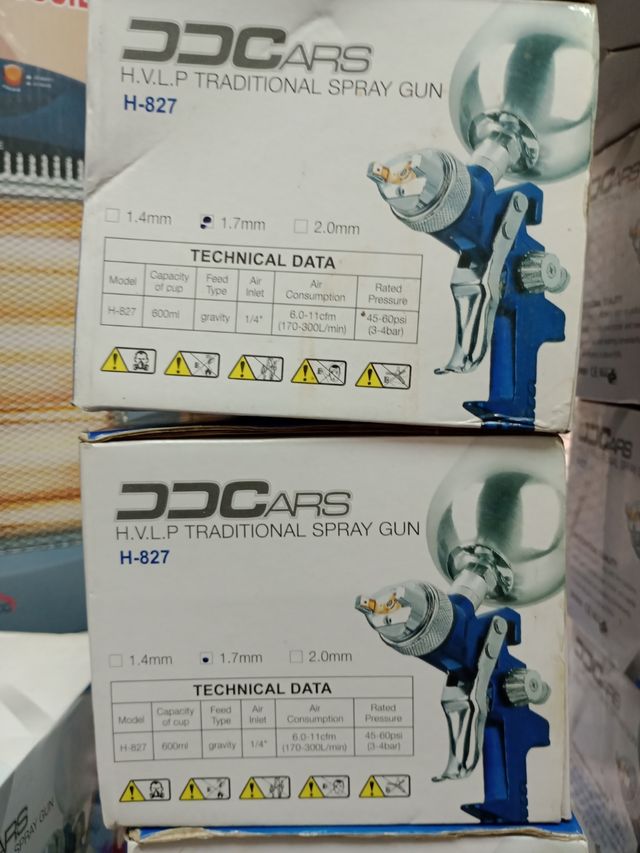 DDCARS
H.V.L.P TRADITIONAL SPRAY GUN
H-827
1.4mm 1.7mm 2.0mm
TECHNICAL DATA
Model Capacity of cup Feed Type Air Inlet Air Consumption Rated Pressure
H-827 600ml gravity 1/4" 6.0-11cfm (170-300L/min) 45-60psi (3-4bar)
DDCARS
H.V.L.P TRADITIONAL SPRAY GUN
H-827
1.4mm 1.7mm 2.0mm
TECHNICAL DATA
Model Capacity of cup Feed Type Air Inlet Air Consumption Rated Pressure
H-827 600ml gravity 1/4" 6.0-11cfm (170-300L/min) 45-60psi (3-4bar)
ARS
SPRAY GUN